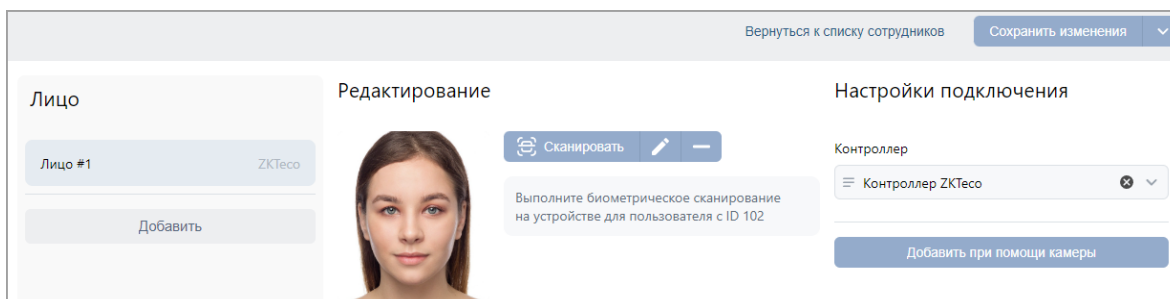 Вернуться к списку сотрудников
Сохранить изменения
Лицо
Лицо #1
ZKTeco
Добавить
Редактирование
Сканировать
Выполните биометрическое сканирование
на устройстве для пользователя с ID 102
Настройки подключения
Контроллер
Контроллер ZKTeco
Добавить при помощи камеры